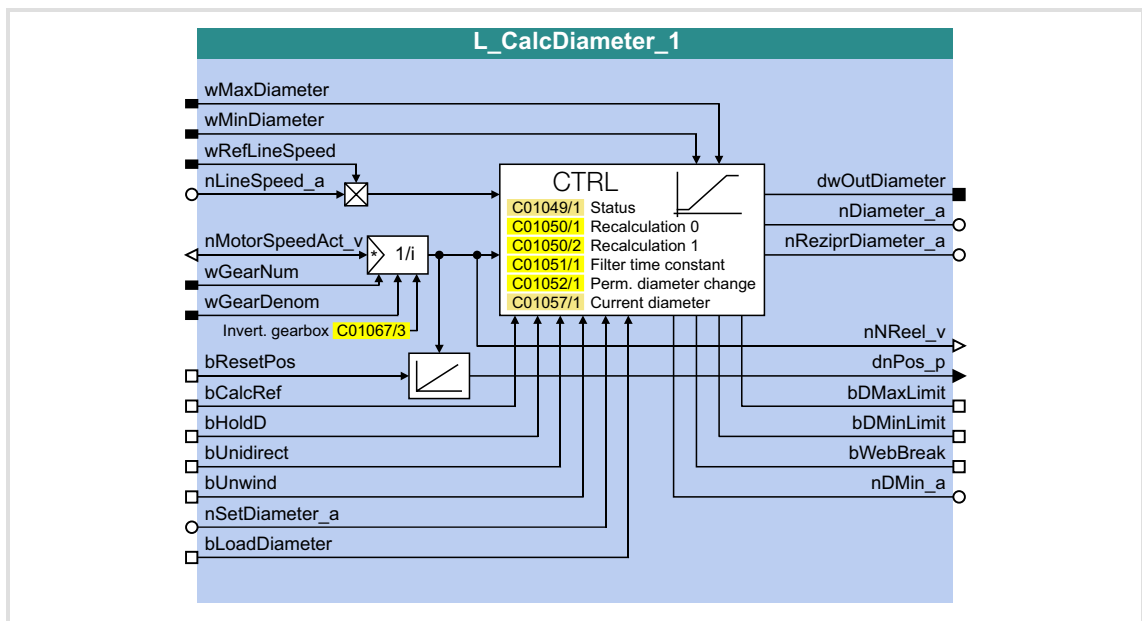 L_CalcDiameter_1
wMaxDiameter
wMinDiameter
wRefLineSpeed
nLineSpeed_a
nMotorSpeedAct_v
* 1/i
wGearNum
wGearDenom
Invert. gearbox C01067/3
bResetPos
bCalcRef
bHoldD
bUnidirect
bUnwind
nSetDiameter_a
bLoadDiameter
CTRL
C01049/1 Status
C01050/1 Recalculation 0
C01050/2 Recalculation 1
C01051/1 Filter time constant
C01052/1 Perm. diameter change
C01057/1 Current diameter
dwOutDiameter
nDiameter_a
nReziprDiameter_a
nNReel_v
dnPos_p
bDMaxLimit
bDMinLimit
bWebBreak
nDMin_a